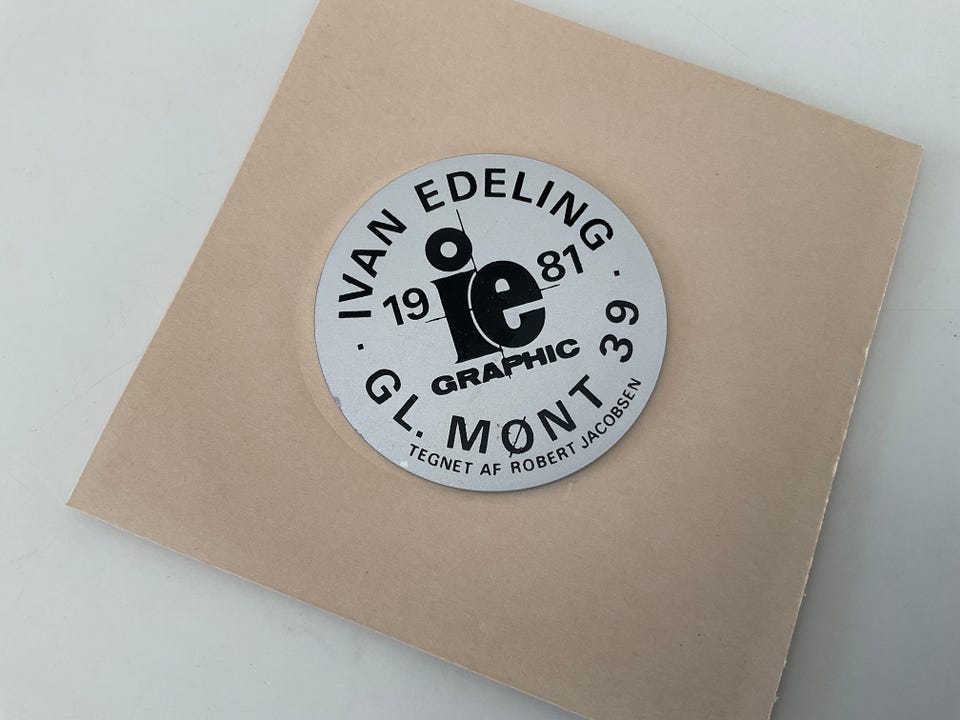 IVAN EDELING
19 ie 81
GRAPHIC
· GL. MØNT 39 ·
TEGNET AF ROBERT JACOBSEN